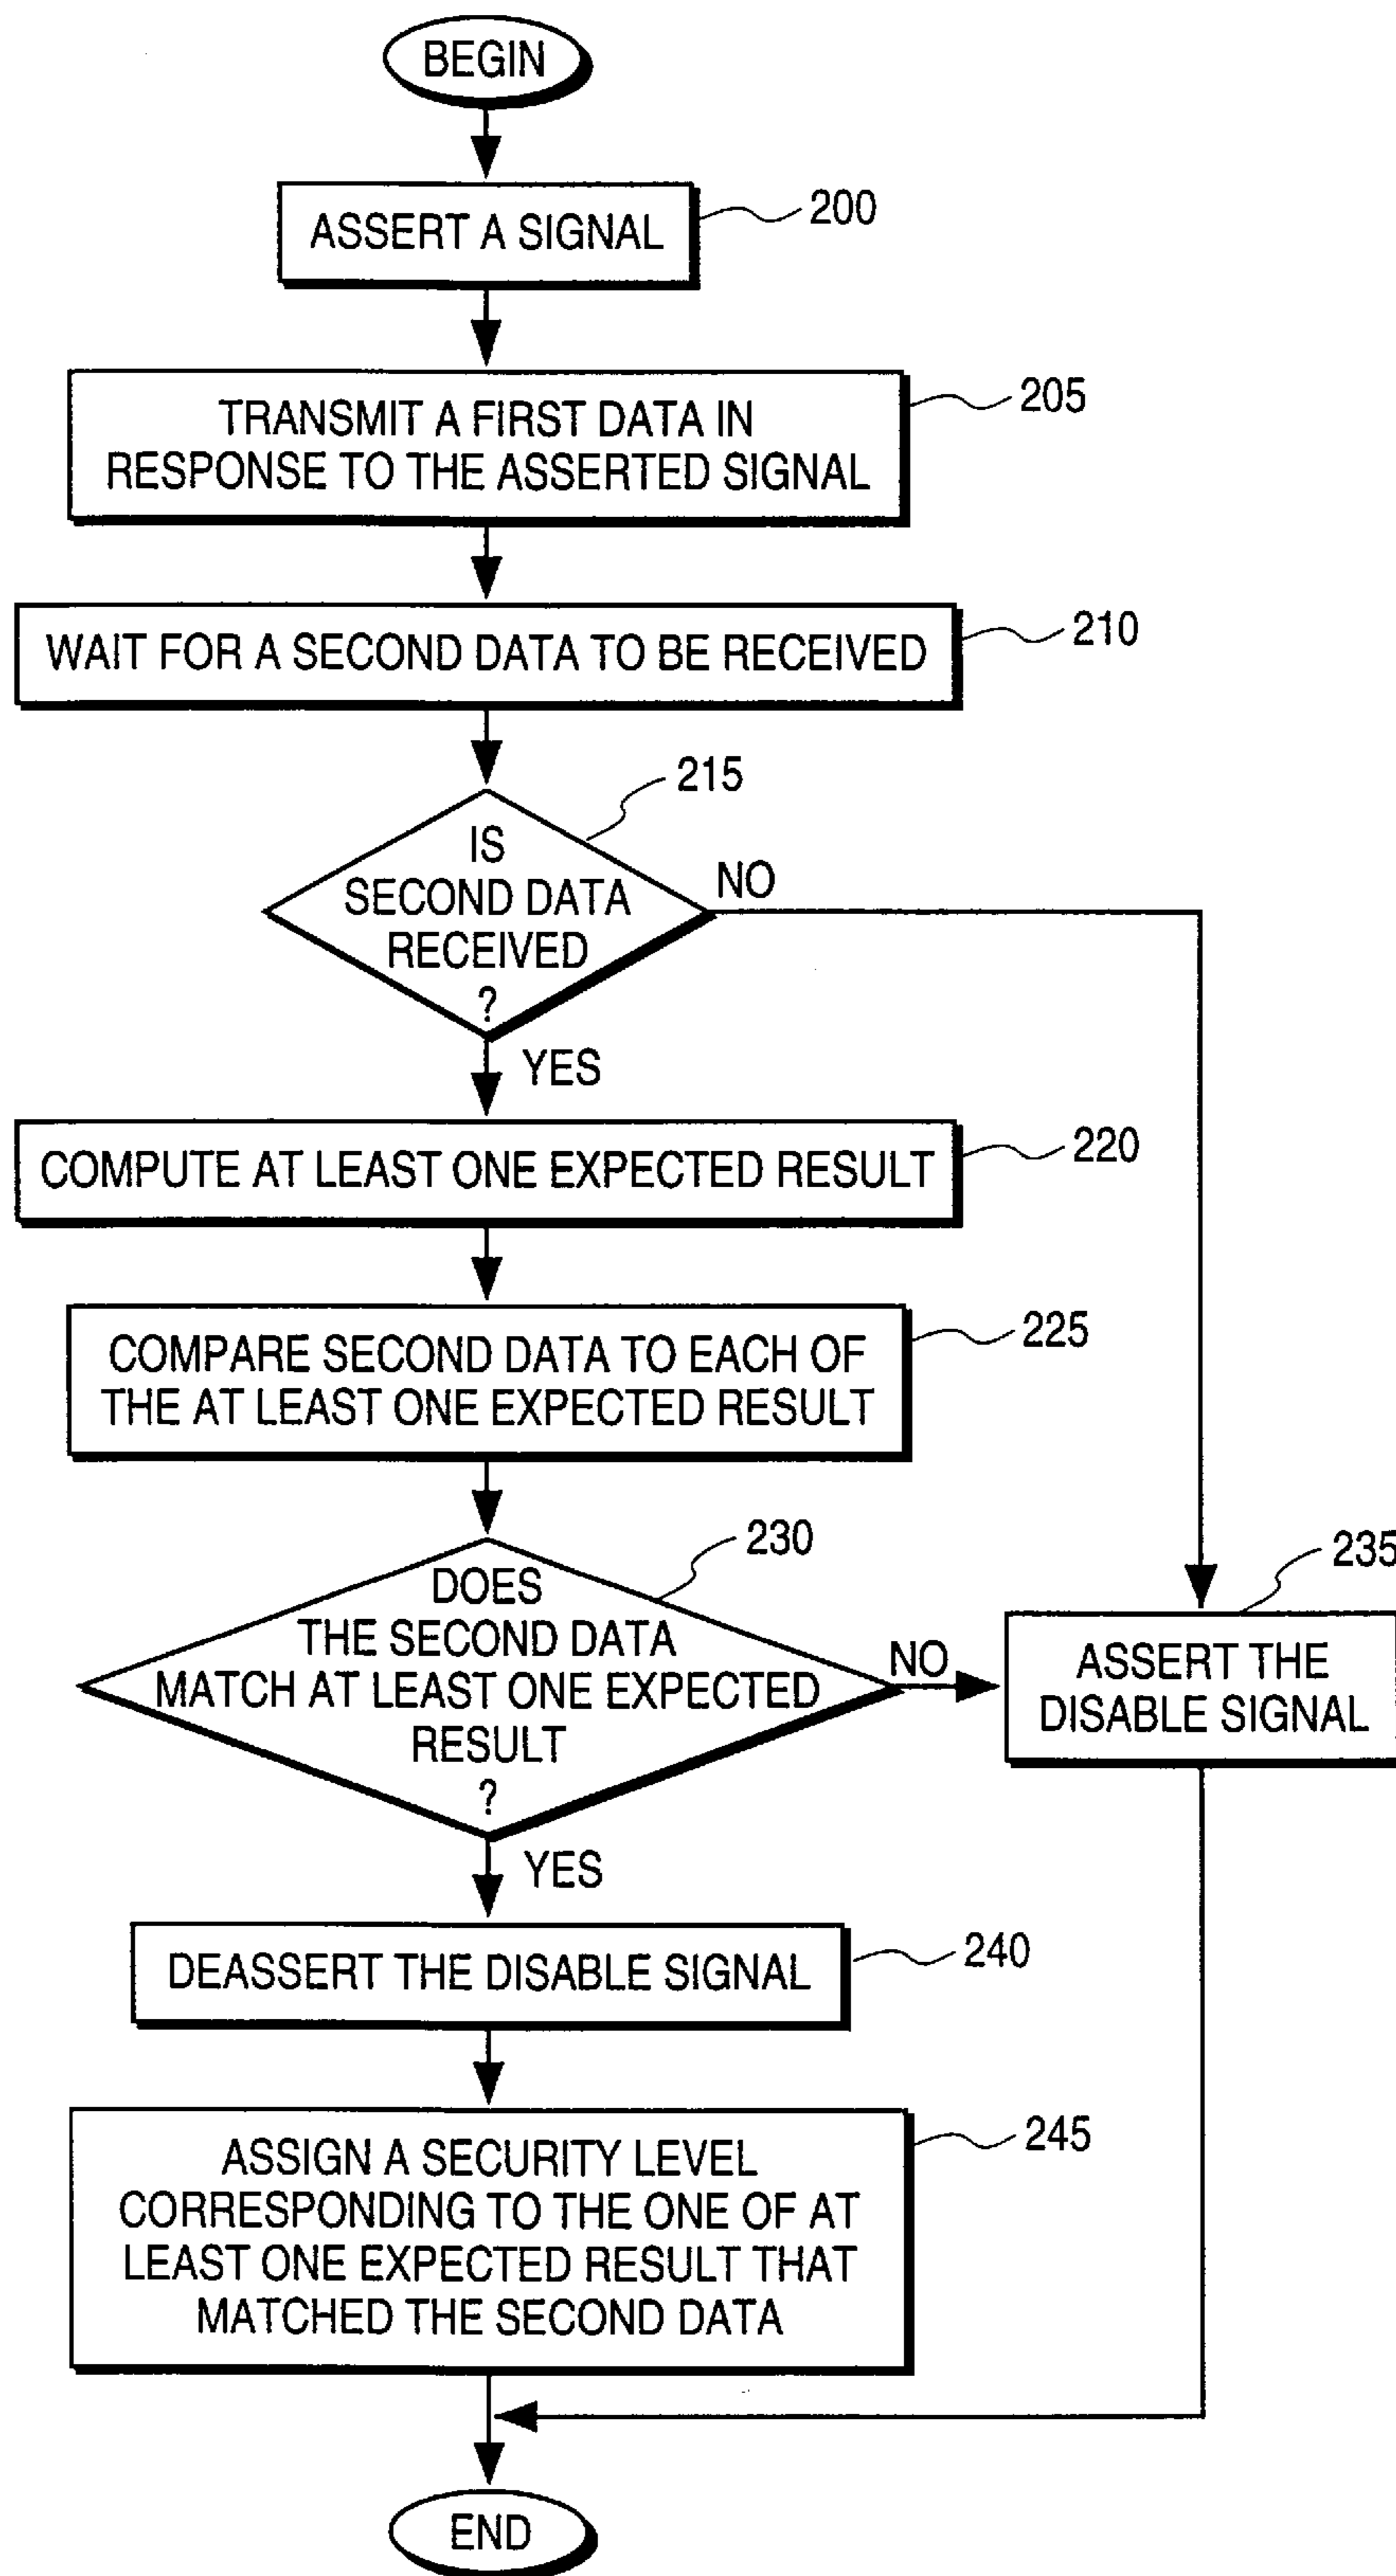 BEGIN
ASSERT A SIGNAL
200
TRANSMIT A FIRST DATA IN
RESPONSE TO THE ASSERTED SIGNAL
205
WAIT FOR A SECOND DATA TO BE RECEIVED
210
215
IS
SECOND DATA
RECEIVED
?
NO
YES
COMPUTE AT LEAST ONE EXPECTED RESULT
220
COMPARE SECOND DATA TO EACH OF
THE AT LEAST ONE EXPECTED RESULT
225
230
DOES
THE SECOND DATA
MATCH AT LEAST ONE EXPECTED
RESULT
?
NO
235
ASSERT THE
DISABLE SIGNAL
YES
DEASSERT THE DISABLE SIGNAL
240
ASSIGN A SECURITY LEVEL
CORRESPONDING TO THE ONE OF AT
LEAST ONE EXPECTED RESULT THAT
MATCHED THE SECOND DATA
245
END